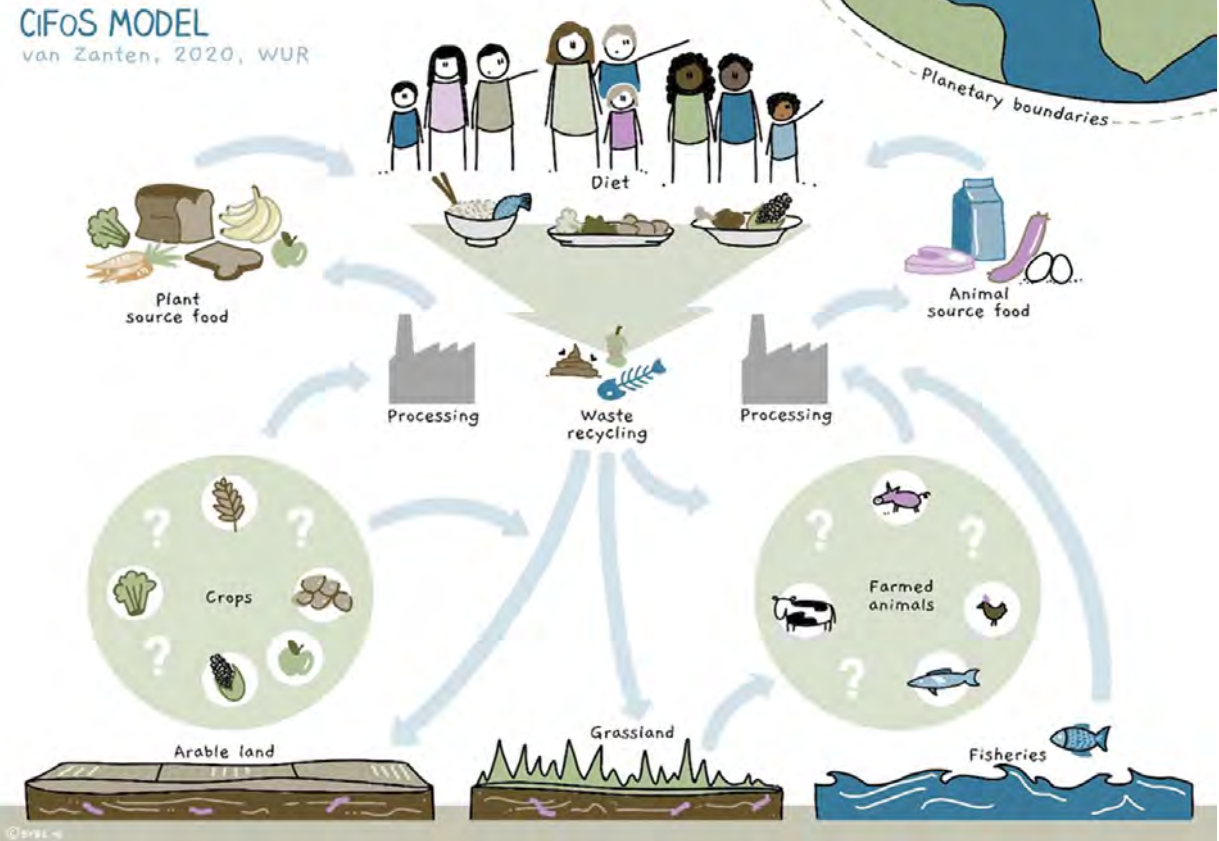 CiFoS MODEL
van Zanten, 2020, WUR
Planetary boundaries
Diet
Plant
source food
Animal
source food
Processing
Waste
recycling
Processing
?
?
?
Crops
?
?
?
Farmed
animals
Arable land
Grassland
Fisheries